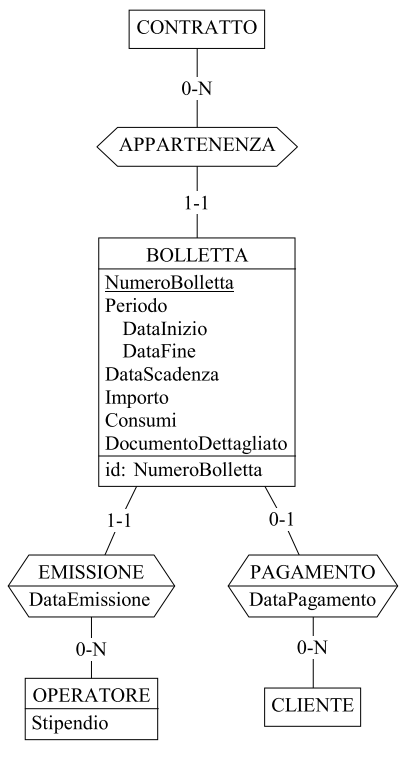 CONTRATTO
0-N
APPARTENENZA
1-1
BOLLETTA
NumeroBolletta
Periodo
DataInizio
DataFine
DataScadenza
Importo
Consumi
DocumentoDettagliato
id: NumeroBolletta
1-1
0-1
EMISSIONE
DataEmissione
PAGAMENTO
DataPagamento
0-N
0-N
OPERATORE
Stipendio
CLIENTE